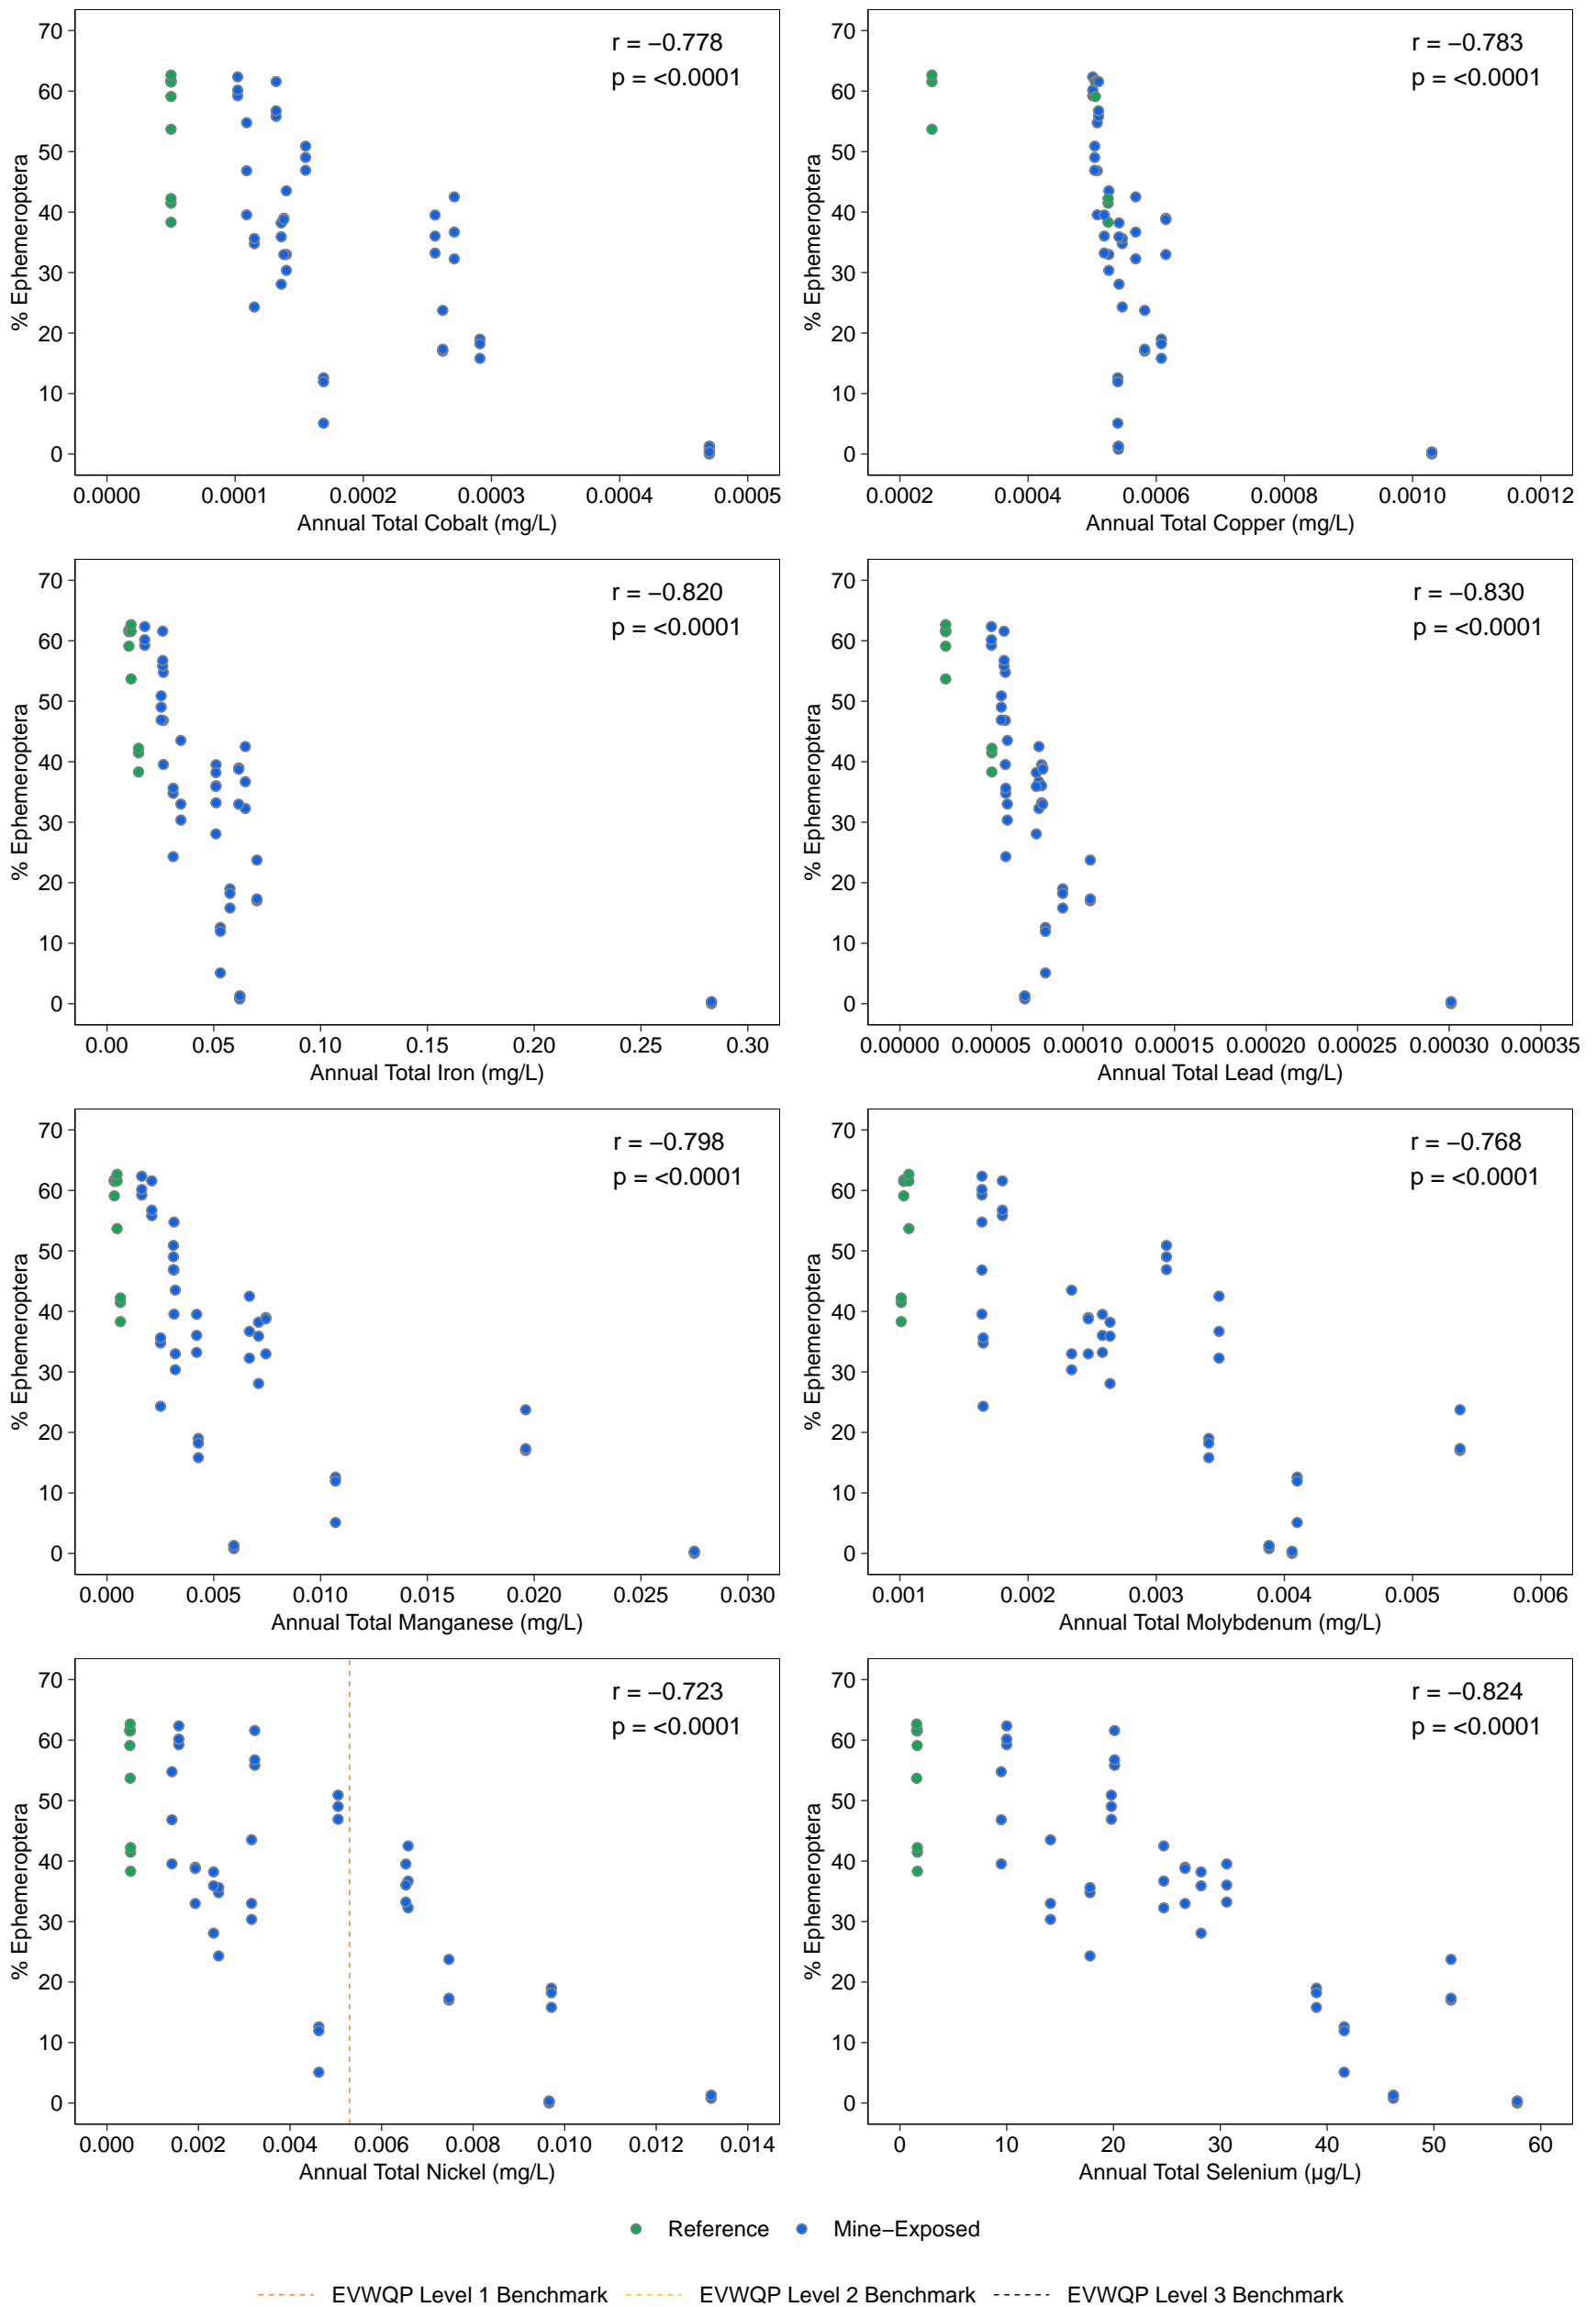 % Ephemeroptera
70
60
50
40
30
20
10
0
r = −0.778
p = <0.0001
0.0000 0.0001 0.0002 0.0003 0.0004 0.0005
Annual Total Cobalt (mg/L)
% Ephemeroptera
70
60
50
40
30
20
10
0
r = −0.783
p = <0.0001
0.0002 0.0004 0.0006 0.0008 0.0010 0.0012
Annual Total Copper (mg/L)
% Ephemeroptera
70
60
50
40
30
20
10
0
r = −0.820
p = <0.0001
0.00 0.05 0.10 0.15 0.20 0.25 0.30
Annual Total Iron (mg/L)
% Ephemeroptera
70
60
50
40
30
20
10
0
r = −0.830
p = <0.0001
0.00000 0.00005 0.00010 0.00015 0.00020 0.00025 0.00030 0.00035
Annual Total Lead (mg/L)
% Ephemeroptera
70
60
50
40
30
20
10
0
r = −0.798
p = <0.0001
0.000 0.005 0.010 0.015 0.020 0.025 0.030
Annual Total Manganese (mg/L)
% Ephemeroptera
70
60
50
40
30
20
10
0
r = −0.768
p = <0.0001
0.001 0.002 0.003 0.004 0.005 0.006
Annual Total Molybdenum (mg/L)
% Ephemeroptera
70
60
50
40
30
20
10
0
r = −0.723
p = <0.0001
0.000 0.002 0.004 0.006 0.008 0.010 0.012 0.014
Annual Total Nickel (mg/L)
% Ephemeroptera
70
60
50
40
30
20
10
0
r = −0.824
p = <0.0001
0 10 20 30 40 50 60
Annual Total Selenium (µg/L)
Reference Mine−Exposed
EVWQP Level 1 Benchmark EVWQP Level 2 Benchmark EVWQP Level 3 Benchmark